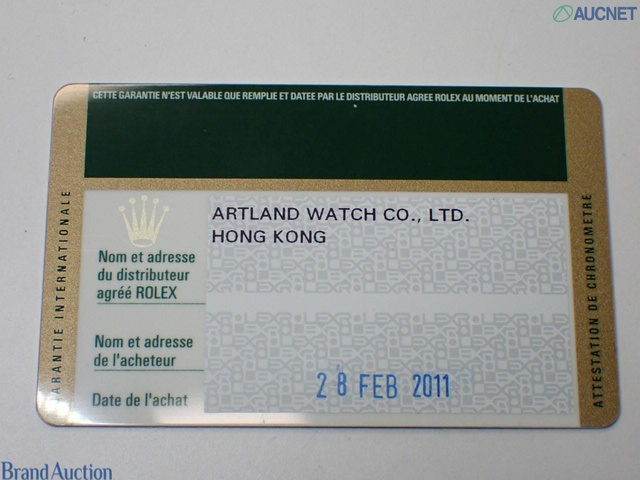 AUCNET
CETTE GARANTIE N'EST VALABLE QUE REMPLIE ET DATEE PAR LE DISTRIBUTEUR AGREE ROLEX AU MOMENT DE L'ACHAT
GARANTIE INTERNATIONALE
ARTLAND WATCH CO., LTD.
HONG KONG
Nom et adresse
du distributeur
agréé ROLEX
Nom et adresse
de l'acheteur
Date de l'achat
28 FEB 2011
ATTESTATION DE CHRONOMETRE
Brand Auction